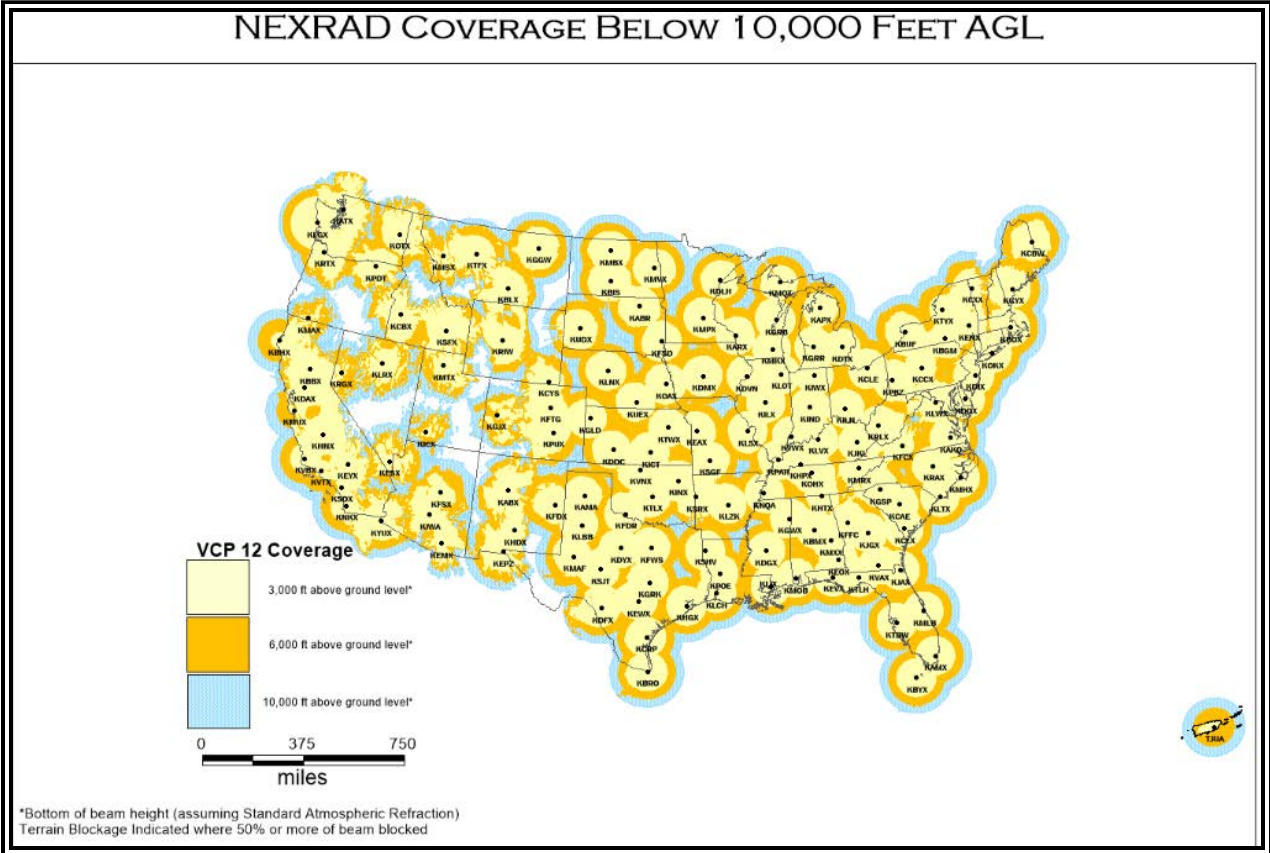 NEXRAD COVERAGE BELOW 10,000 FEET AGL
KATX
KLGX
KRTX
KOTX
KPDT
KMSX
KTFX
KGGW
KBLX
KMBX
KBIS
KMVX
KDLH
KMQT
KCBW
KGYX
KCXX
KTYX
KENX
KBOX
KOKX
KBUF
KBGM
KDIX
KCCX
KCLE
KPBZ
KAPX
KGRB
KGRR
KDTX
KMPX
KARX
KABR
KUDX
KFSD
KMAX
KBHX
KCBX
KSFX
KRIW
KMKX
KBBX
KRGX
KLRX
KMTX
KLNX
KDMX
KDVN
KLOT
KIWX
KDAX
KMUX
KCYS
KOAX
KUEX
KILX
KIND
KILN
KRLX
KLWX
KDOX
KHNX
KICX
KGJX
KFTG
KPUX
KGLD
KTWX
KEAX
KLSX
KVWX
KLVX
KJKL
KFCX
KAKQ
KVBX
KVTX
KEYX
KESX
KDDC
KICT
KSGF
KPAH
KHPX
KOHX
KMRX
KRAX
KMHX
KSOX
KNKX
KYUX
KFSX
KIWA
KEMX
KABX
KFDX
KAMA
KVNX
KINX
KTLX
KSRX
KLZK
KNQA
KHTX
KGSP
KCAE
KLTX
KHDX
KEPZ
KLBB
KFDR
KGWX
KBMX
KFFC
KJGX
KCLX
KMAF
KDYX
KFWS
KSHV
KDGX
KMXX
KEOX
KVAX
KJAX
KSJT
KGRK
KPOE
KLCH
KLIX
KMOB
KEVX
KTLH
KDFX
KEWX
KHGX
KCRP
KBRO
KTBW
KMLB
KAMX
KBYX
TJUA
VCP 12 Coverage
3,000 ft above ground level*
6,000 ft above ground level*
10,000 ft above ground level*
0 375 750
miles
*Bottom of beam height (assuming Standard Atmospheric Refraction)
Terrain Blockage Indicated where 50% or more of beam blocked